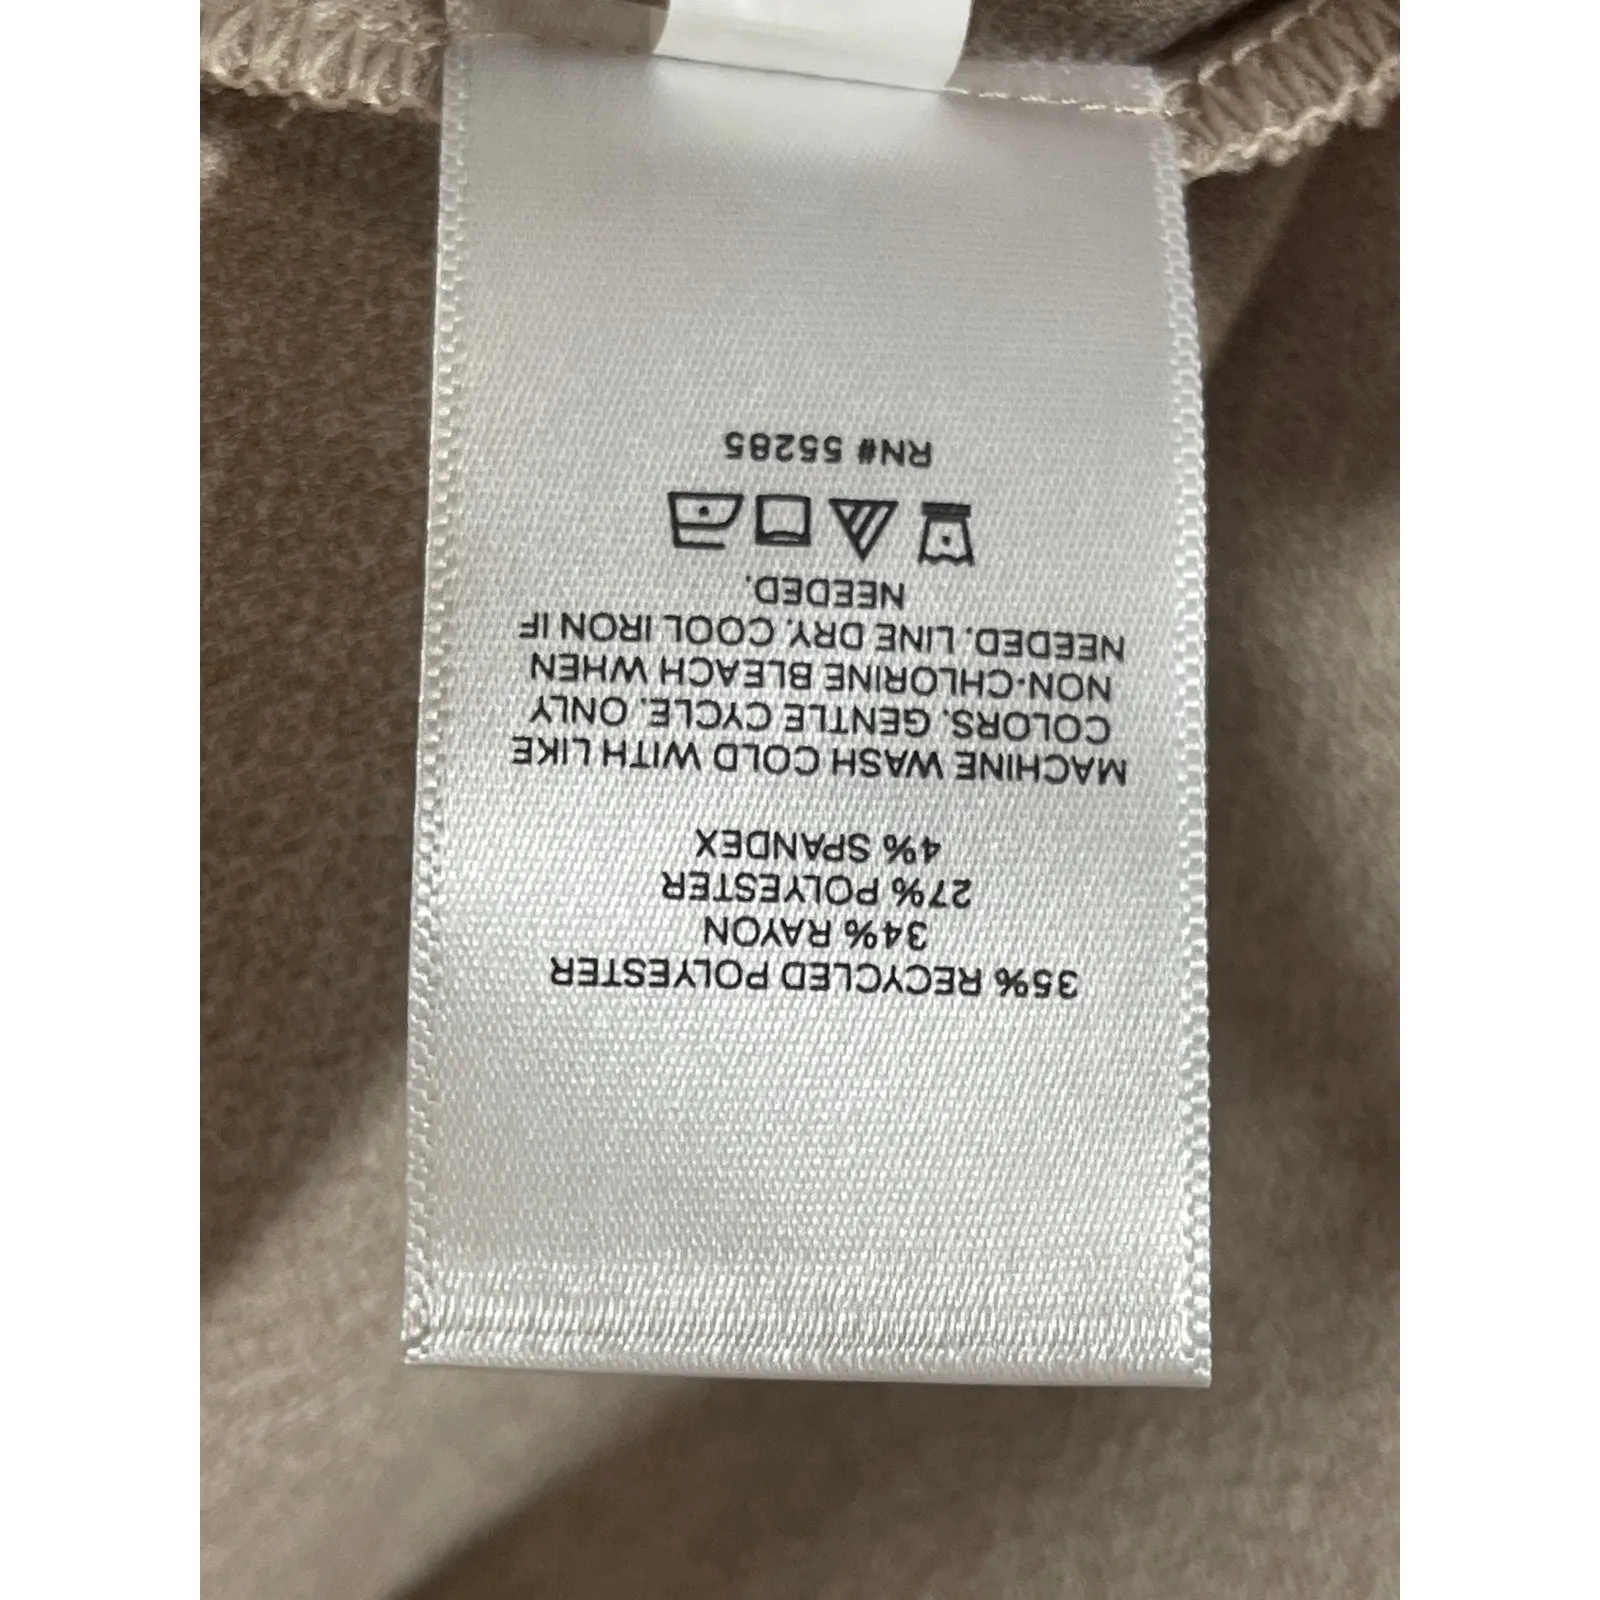 35% RECYCLED POLYESTER
34% RAYON
27% POLYESTER
4% SPANDEX
MACHINE WASH COLD WITH LIKE
COLORS. GENTLE CYCLE. ONLY
NON-CHLORINE BLEACH WHEN
NEEDED. LINE DRY. COOL IRON IF
NEEDED.
RN# 55285